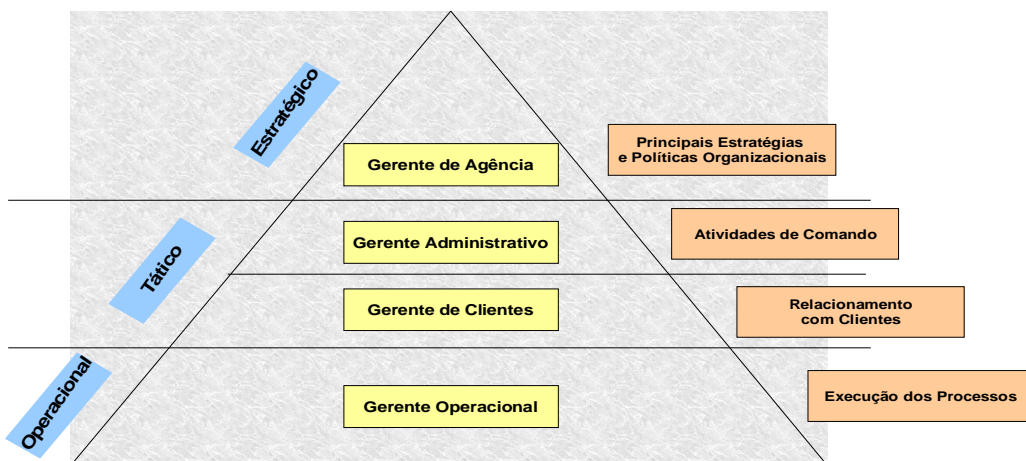 Estratégico
Gerente de Agência
Principais Estratégias
e Políticas Organizacionais
Tático
Gerente Administrativo
Atividades de Comando
Gerente de Clientes
Relacionamento
com Clientes
Operacional
Gerente Operacional
Execução dos Processos